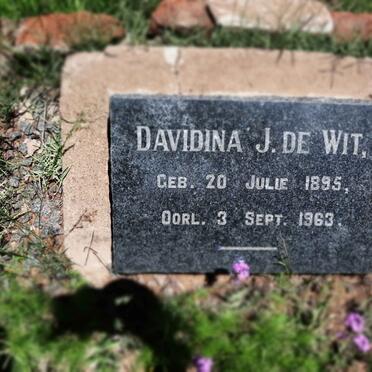 DAVIDINA J. DE WIT,
GEB. 20 JULIE 1895,
OORL. 3 SEPT. 1963.